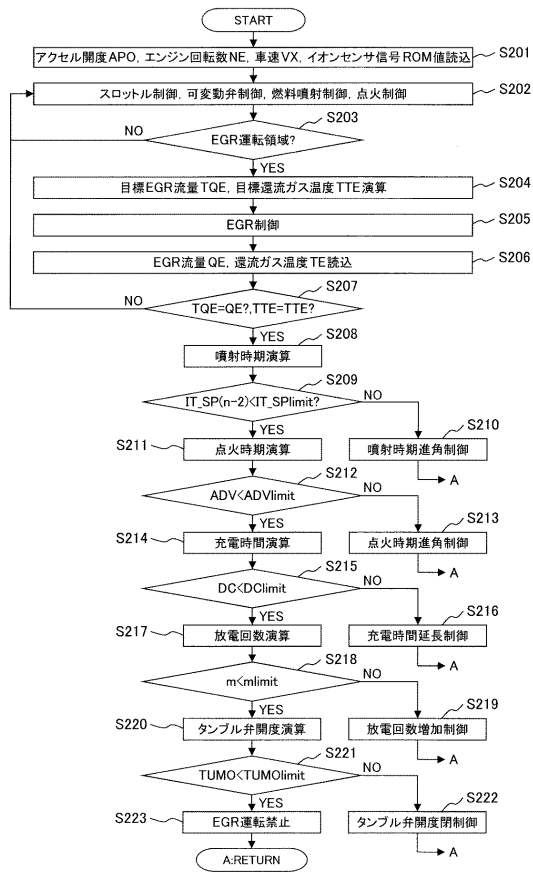 START
アクセル開度APO, エンジン回転数NE, 車速VX, イオンセンサ信号ROM値読込
S201
スロットル制御, 可変動弁制御, 燃料噴射制御, 点火制御
S202
S203
NO
EGR運転領域?
YES
目標EGR流量TQE, 目標還流ガス温度TTE演算
S204
EGR制御
S205
EGR流量QE, 還流ガス温度TE読込
S206
S207
NO
TQE=QE?,TTE=TTE?
YES
S208
噴射時期演算
S209
IT_SP(n-2)<IT_SPlimit?
NO
YES
S210
S211
点火時期演算
噴射時期進角制御
S212
A
ADV<ADVlimit
NO
YES
S213
S214
充電時間演算
点火時期進角制御
S215
A
DC<DClimit
NO
YES
S216
S217
放電回数演算
充電時間延長制御
S218
A
m<mlimit
NO
YES
S219
S220
タンブル弁開度演算
放電回数増加制御
S221
A
TUMO<TUMOlimit
NO
YES
S222
S223
EGR運転禁止
タンブル弁開度閉制御
A:RETURN
A